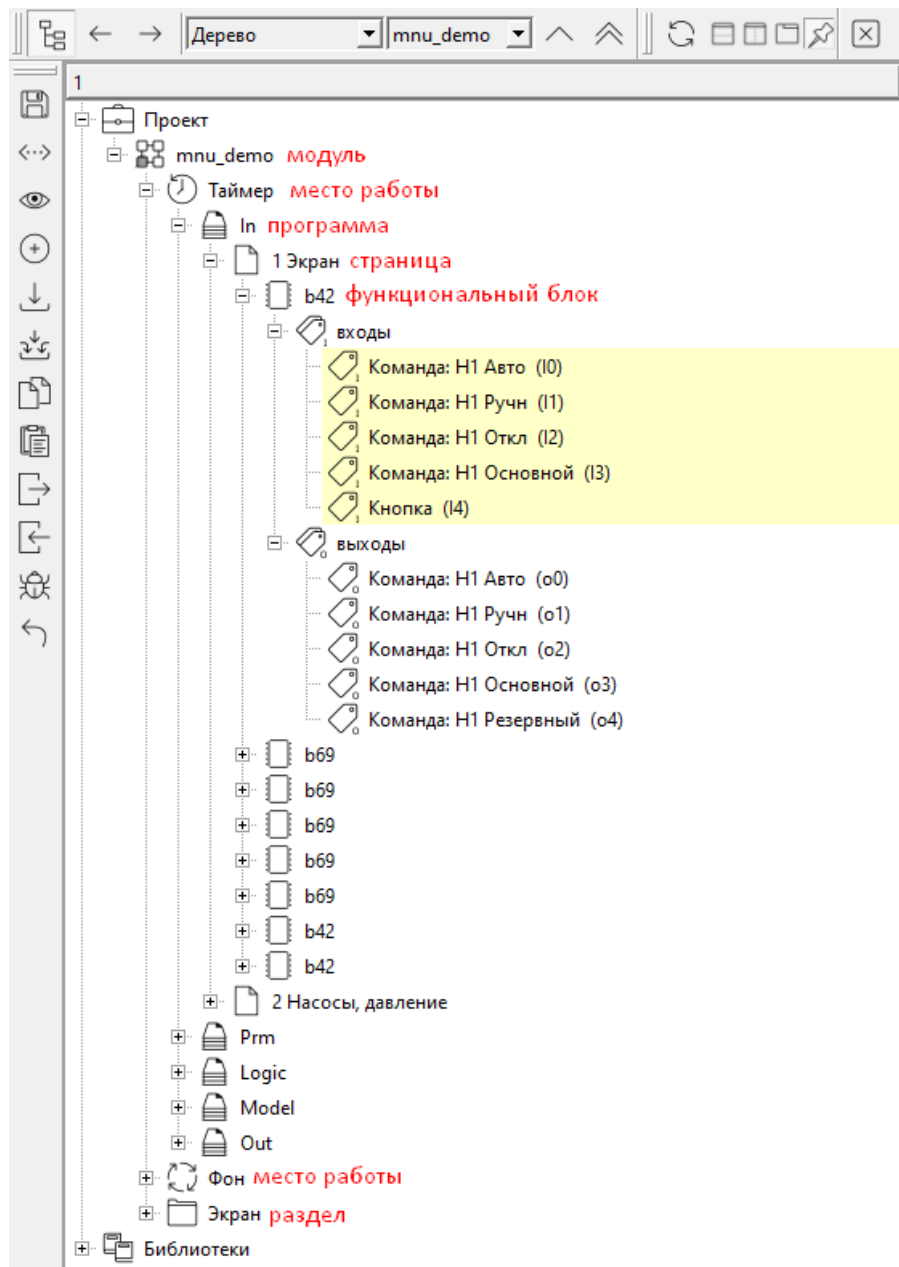 Дерево mnu_demo
1
Проект
mnu_demo модуль
Таймер место работы
In программа
1 Экран страница
b42 функциональный блок
входы
Команда: Н1 Авто (I0)
Команда: Н1 Ручн (I1)
Команда: Н1 Откл (I2)
Команда: Н1 Основной (I3)
Кнопка (I4)
выходы
Команда: Н1 Авто (o0)
Команда: Н1 Ручн (o1)
Команда: Н1 Откл (o2)
Команда: Н1 Основной (o3)
Команда: Н1 Резервный (o4)
b69
b69
b69
b69
b69
b42
b42
2 Насосы, давление
Prm
Logic
Model
Out
Фон место работы
Экран раздел
Библиотеки